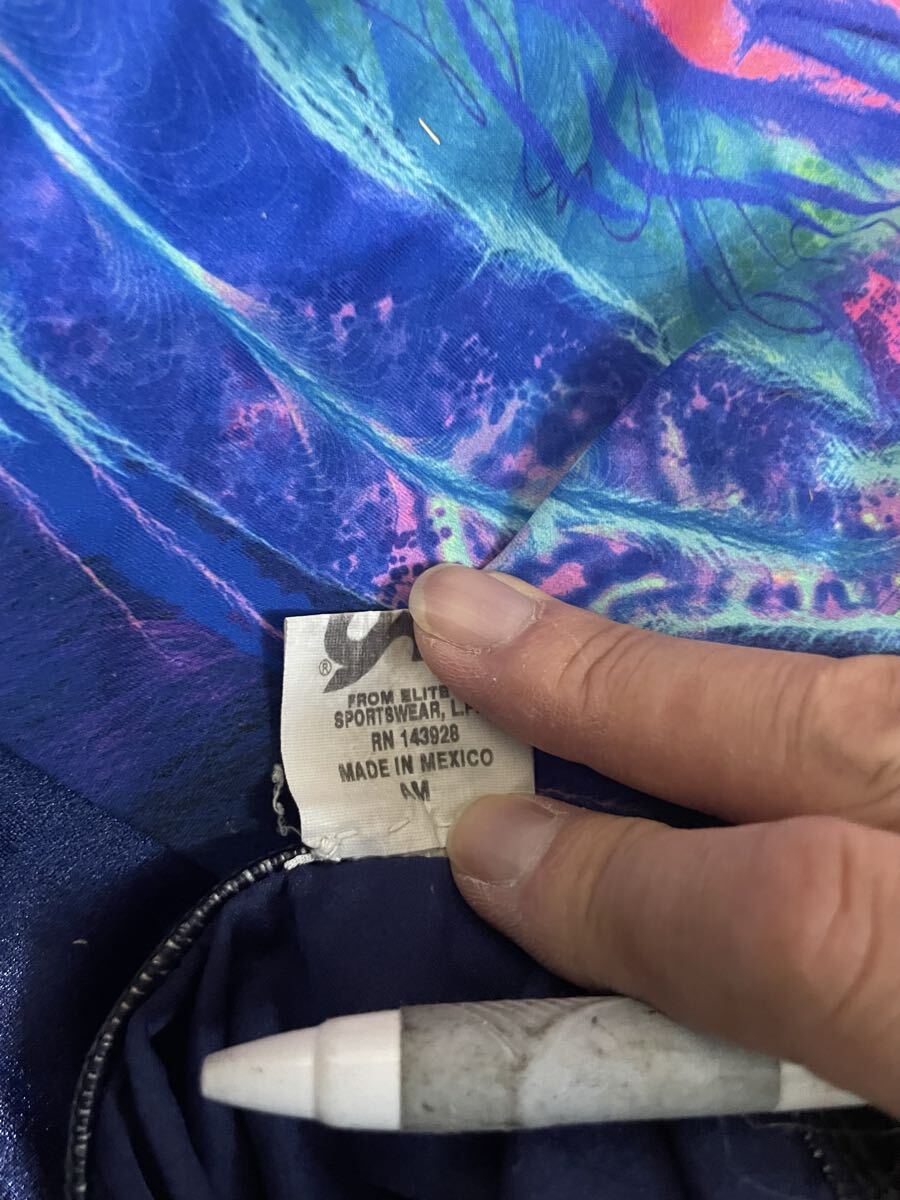 ®
FROM ELITE
SPORTSWEAR, L.P.
RN 143928
MADE IN MEXICO
AM